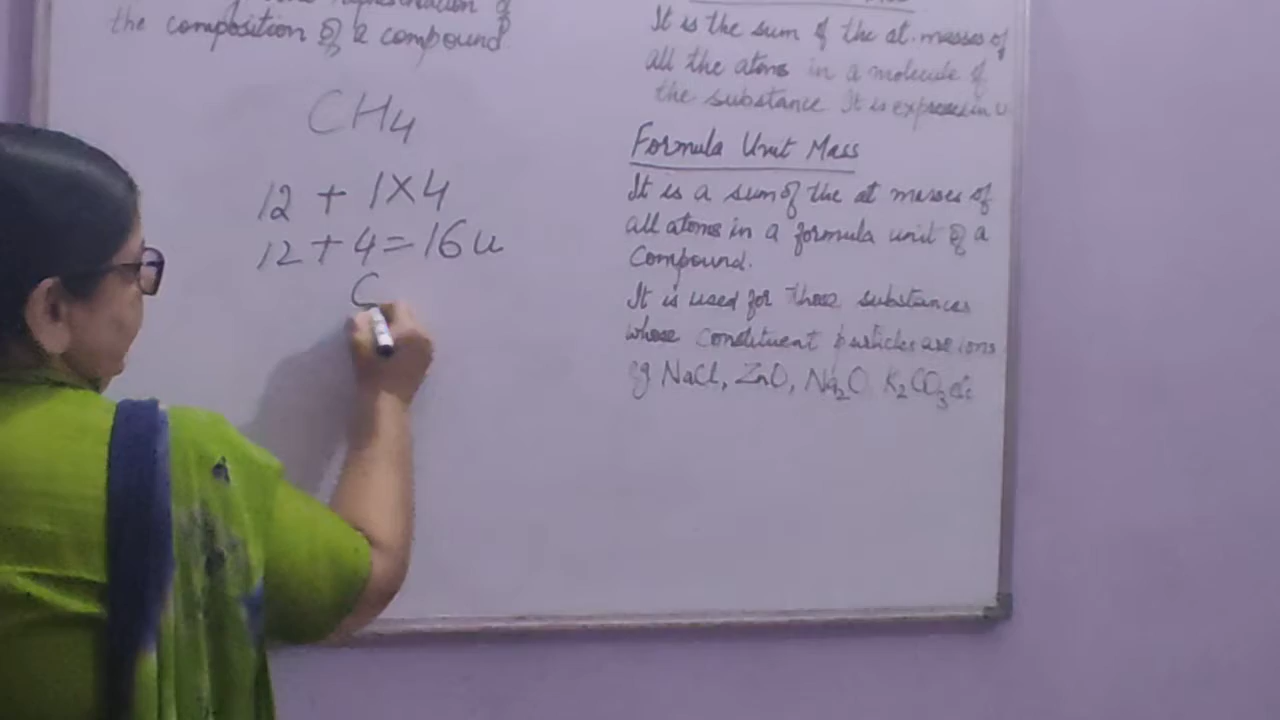 of
the composition of a compound
CH4
12 + 1×4
12 + 4 = 16u
C
It is the sum of the at. masses of
all the atoms in a molecule of
the substance. It is express in u
Formula Unit Mass
It is a sum of the at masses of
all atoms in a formula unit of a
Compound.
It is used for those substances
whose constituent particles are ions
eg NaCl, ZnO, Na2O, K2CO3 etc